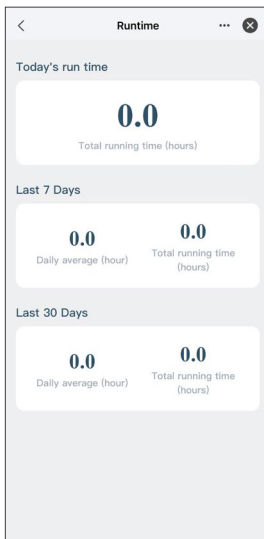 Runtime
Today's run time
0.0
Total running time (hours)
Last 7 Days
0.0
Daily average (hour)
0.0
Total running time
(hours)
Last 30 Days
0.0
Daily average (hour)
0.0
Total running time
(hours)